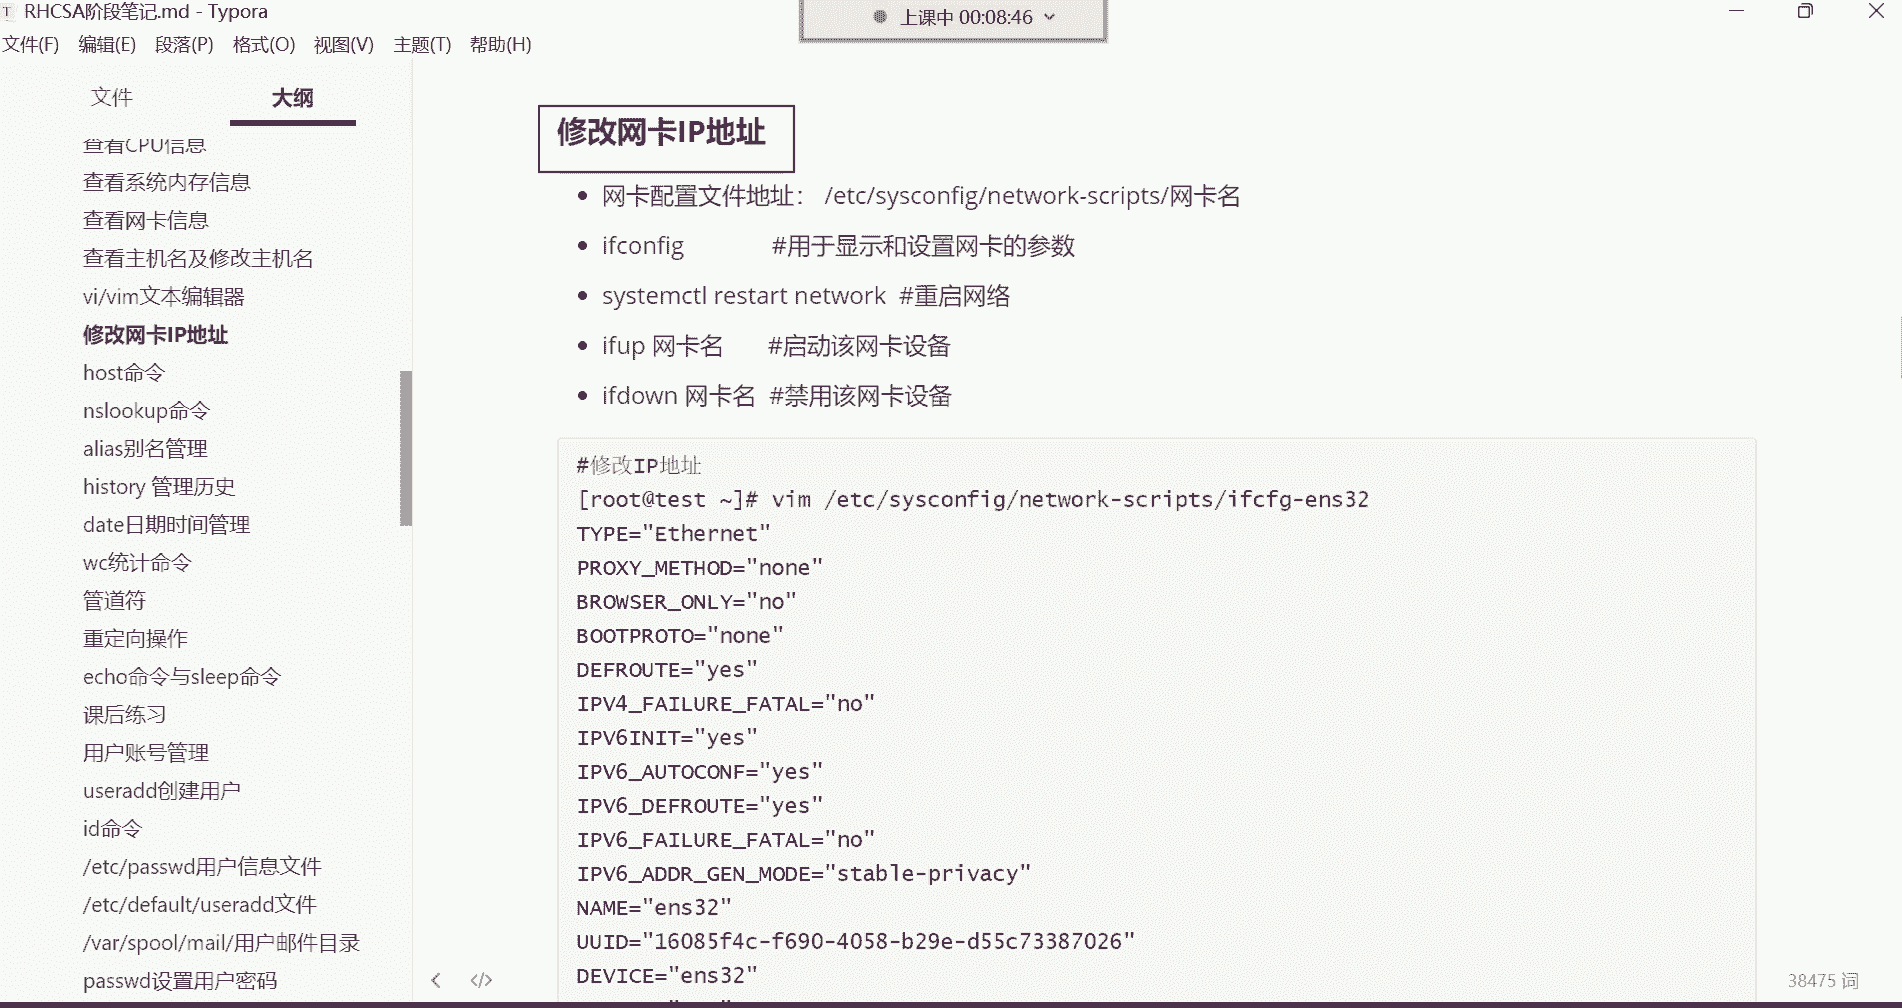 RHCSA阶段笔记.md - Typora
上课中 00:08:46
文件(F) 编辑(E) 段落(P) 格式(O) 视图(V) 主题(T) 帮助(H)
文件 大纲
查看CPU信息
查看系统内存信息
查看网卡信息
查看主机名及修改主机名
vi/vim文本编辑器
修改网卡IP地址
host命令
nslookup命令
alias别名管理
history 管理历史
date日期时间管理
wc统计命令
管道符
重定向操作
echo命令与sleep命令
课后练习
用户账号管理
useradd创建用户
id命令
/etc/passwd用户信息文件
/etc/default/useradd文件
/var/spool/mail/用户邮件目录
passwd设置用户密码
修改网卡IP地址
网卡配置文件地址： /etc/sysconfig/network-scripts/网卡名
ifconfig #用于显示和设置网卡的参数
systemctl restart network #重启网络
ifup 网卡名 #启动该网卡设备
ifdown 网卡名 #禁用该网卡设备
#修改IP地址
[root@test ~]# vim /etc/sysconfig/network-scripts/ifcfg-ens32
TYPE="Ethernet"
PROXY_METHOD="none"
BROWSER_ONLY="no"
BOOTPROTO="none"
DEFROUTE="yes"
IPV4_FAILURE_FATAL="no"
IPV6INIT="yes"
IPV6_AUTOCONF="yes"
IPV6_DEFROUTE="yes"
IPV6_FAILURE_FATAL="no"
IPV6_ADDR_GEN_MODE="stable-privacy"
NAME="ens32"
UUID="16085f4c-f690-4058-b29e-d55c73387026"
DEVICE="ens32"
38475 词